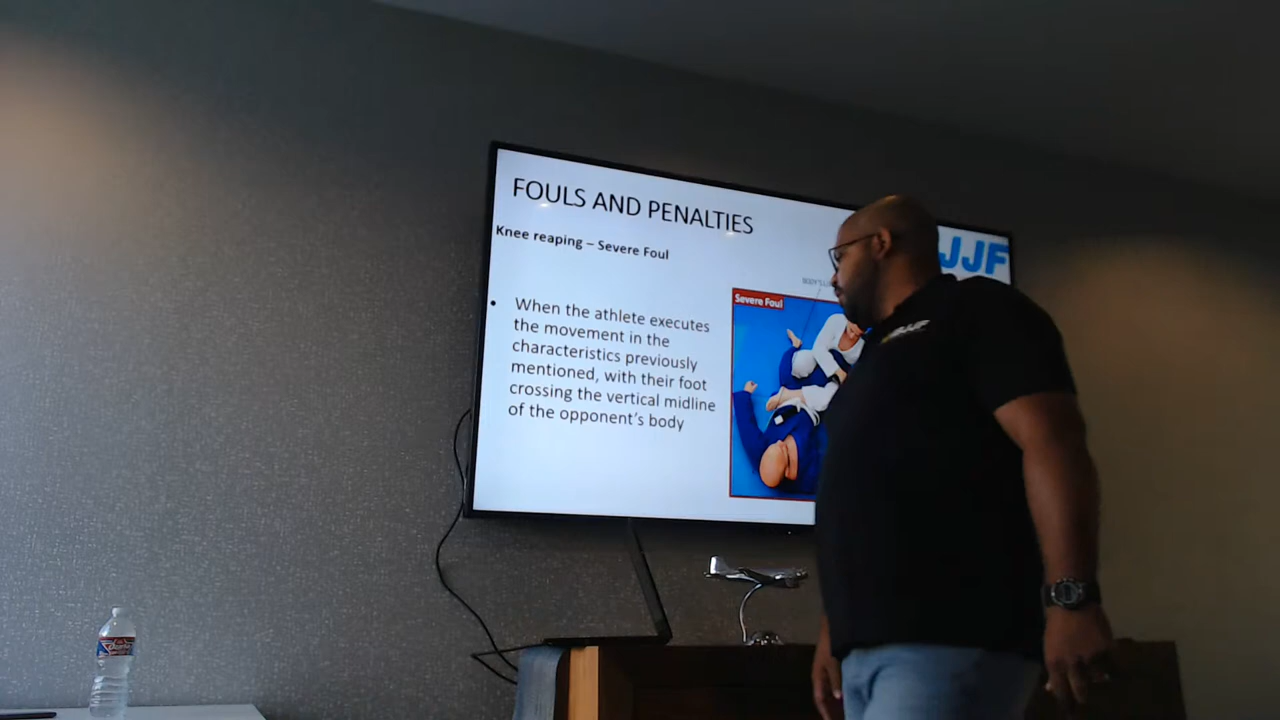 FOULS AND PENALTIES
JJF
Knee reaping – Severe Foul
Severe Foul
• When the athlete executes
the movement in the
characteristics previously
mentioned, with their foot
crossing the vertical midline
of the opponent's body